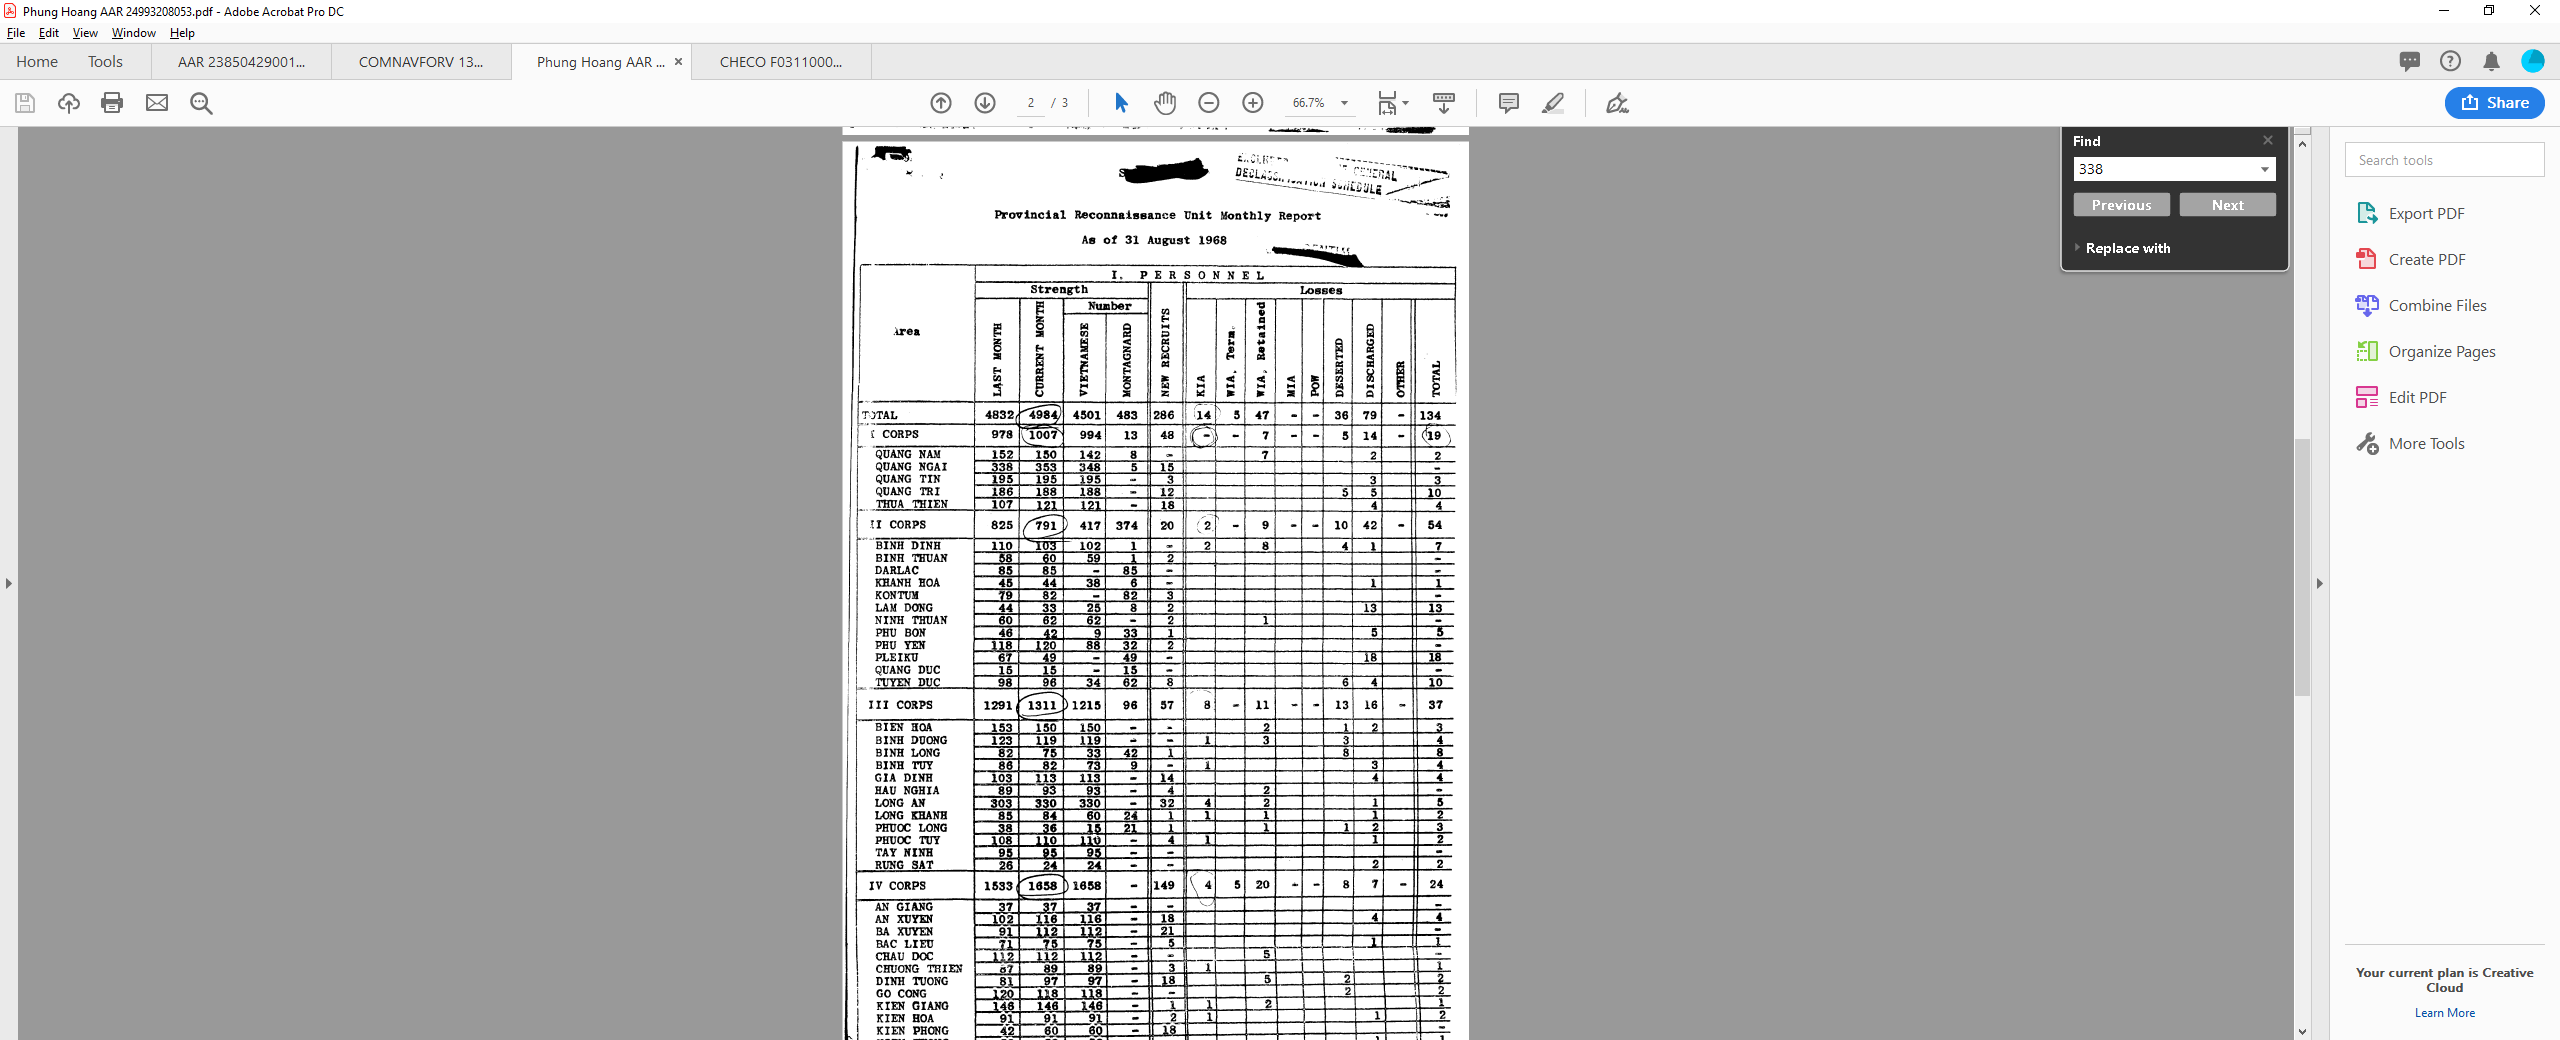 Phung Hoang AAR 24993208053.pdf - Adobe Acrobat Pro DC
File Edit View Window Help
Home Tools AAR 23850429001... COMNAVFORV 13... Phung Hoang AAR ... × CHECO F0311000...
2 / 3 66.7% Share
Find ×
338
Previous Next
Replace with
Search tools
Export PDF
Create PDF
Combine Files
Organize Pages
Edit PDF
More Tools
Your current plan is Creative
Cloud
Learn More
GENERAL
DECLASSIFICATION SCHEDULE
Provincial Reconnaissance Unit Monthly Report
As of 31 August 1968
I. PERSONNEL
Strength Losses
Number
Area LAST MONTH CURRENT MONTH VIETNAMESE MONTAGNARD NEW RECRUITS KIA WIA, Term. WIA, Retained MIA POW DESERTED DISCHARGED OTHER TOTAL
TOTAL 4832 4984 4501 483 286 14 5 47 - - 36 79 - 134
I CORPS 978 1007 994 13 48 - - 7 - - 5 14 - 19
QUANG NAM 152 150 142 8 - 7 2 2
QUANG NGAI 338 353 348 5 15 -
QUANG TIN 195 195 195 - 3 3 3
QUANG TRI 186 188 188 - 12 5 5 10
THUA THIEN 107 121 121 - 18 4 4
II CORPS 825 791 417 374 20 2 - 9 - - 10 42 - 54
BINH DINH 110 103 102 1 - 2 8 4 1 7
BINH THUAN 58 60 59 1 2 -
DARLAC 85 85 - 85 - -
KHANH HOA 45 44 38 6 - 1 1
KONTUM 79 82 - 82 3 -
LAM DONG 44 33 25 8 2 13 13
NINH THUAN 60 62 62 - 2 1 -
PHU BON 46 42 9 33 1 5 5
PHU YEN 118 120 88 32 2 -
PLEIKU 67 49 - 49 - 18 18
QUANG DUC 15 15 - 15 - -
TUYEN DUC 98 96 34 62 8 6 4 10
III CORPS 1291 1311 1215 96 57 8 - 11 - - 13 16 - 37
BIEN HOA 153 150 150 - - 2 1 2 3
BINH DUONG 123 119 119 - - 1 3 3 4
BINH LONG 82 75 33 42 1 8 8
BINH TUY 86 82 73 9 - 1 3 4
GIA DINH 103 113 113 - 14 4 4
HAU NGHIA 89 93 93 - 4 2 -
LONG AN 303 330 330 - 32 4 2 1 5
LONG KHANH 85 84 60 24 1 1 1 1 2
PHUOC LONG 38 36 15 21 1 1 1 2 3
PHUOC TUY 108 110 110 - 4 1 1 2
TAY NINH 95 95 95 - - -
RUNG SAT 26 24 24 - - 2 2
IV CORPS 1533 1658 1658 - 149 4 5 20 - - 8 7 - 24
AN GIANG 37 37 37 - - -
AN XUYEN 102 116 116 - 18 4 4
BA XUYEN 91 112 112 - 21 -
BAC LIEU 71 75 75 - 5 1 1
CHAU DOC 112 112 112 - - 5 -
CHUONG THIEN 87 89 89 - 3 1 1
DINH TUONG 81 97 97 - 18 5 2 2
GO CONG 120 118 118 - - 2 2
KIEN GIANG 146 146 146 - 1 1 2 1
KIEN HOA 91 91 91 - 2 1 1 2
KIEN PHONG 42 60 60 - 18 -